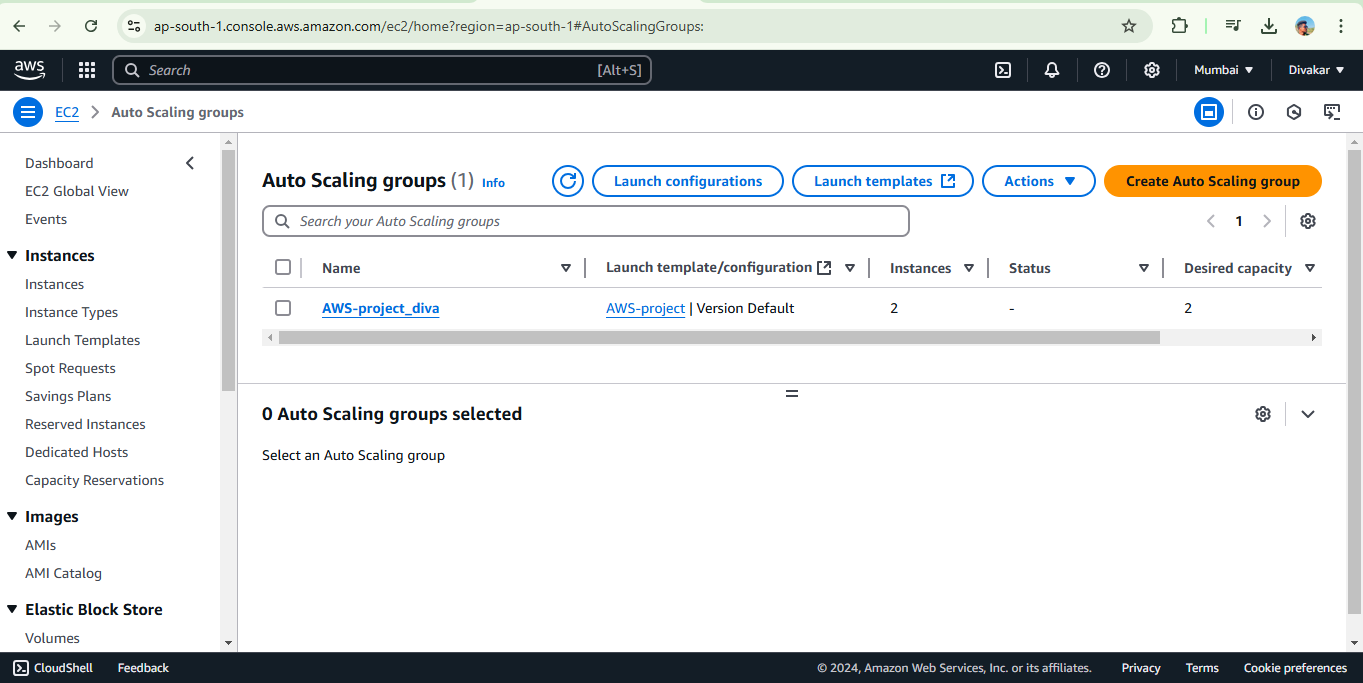 ap-south-1.console.aws.amazon.com/ec2/home?region=ap-south-1#AutoScalingGroups:
aws Search [Alt+S] Mumbai Divakar
EC2 Auto Scaling groups
Dashboard
EC2 Global View
Events
Instances
Instances
Instance Types
Launch Templates
Spot Requests
Savings Plans
Reserved Instances
Dedicated Hosts
Capacity Reservations
Images
AMIs
AMI Catalog
Elastic Block Store
Volumes
Auto Scaling groups (1) Info Launch configurations Launch templates Actions Create Auto Scaling group
Search your Auto Scaling groups 1
Name Launch template/configuration Instances Status Desired capacity
AWS-project_diva AWS-project | Version Default 2 - 2
0 Auto Scaling groups selected
Select an Auto Scaling group
CloudShell Feedback © 2024, Amazon Web Services, Inc. or its affiliates. Privacy Terms Cookie preferences